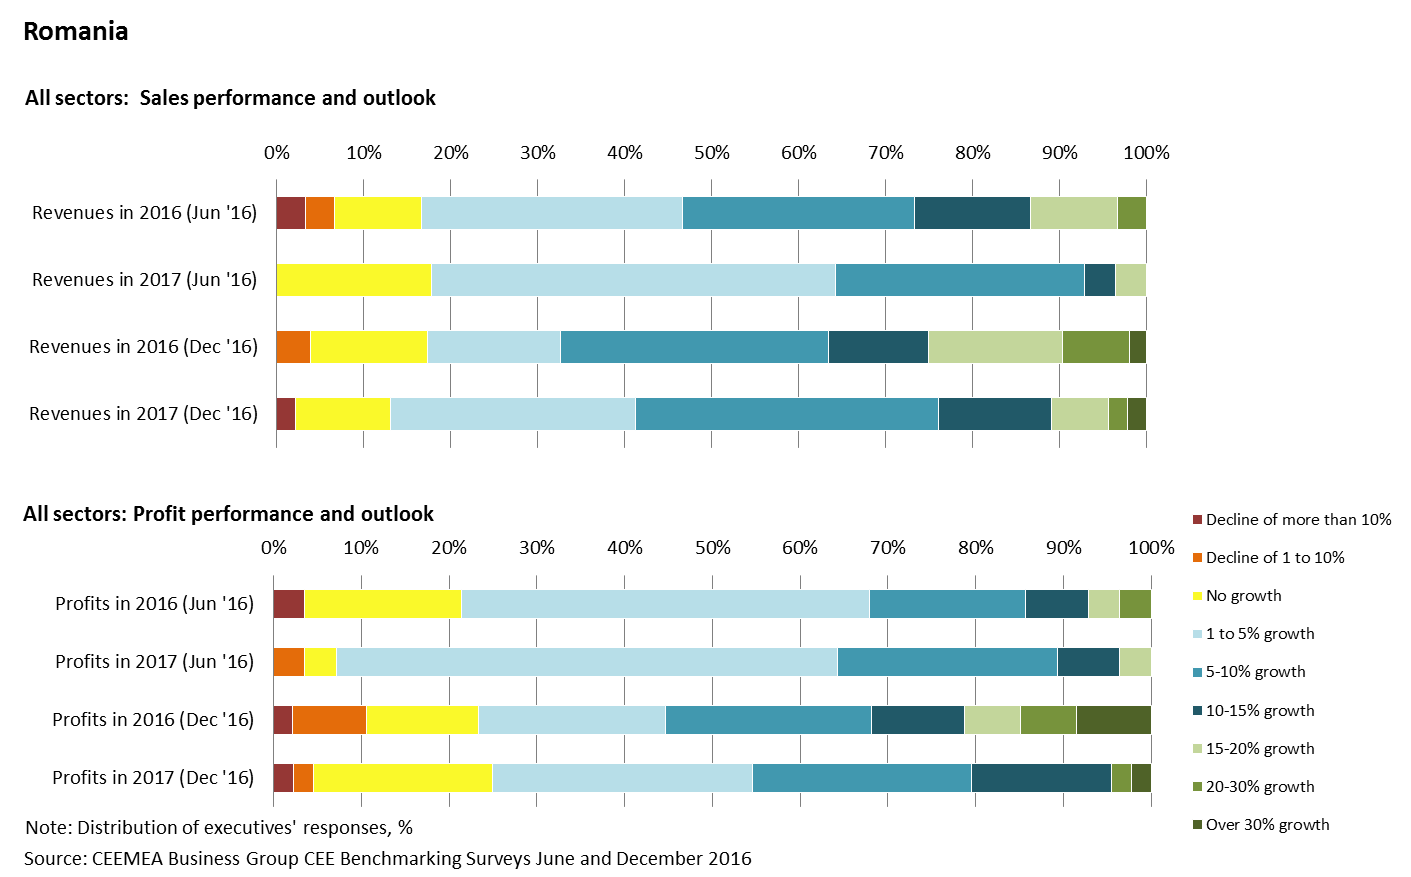 Romania
All sectors:  Sales performance and outlook
0% 10% 20% 30% 40% 50% 60% 70% 80% 90% 100%
Revenues in 2016 (Jun '16)
Revenues in 2017 (Jun '16)
Revenues in 2016 (Dec '16)
Revenues in 2017 (Dec '16)
All sectors: Profit performance and outlook
0% 10% 20% 30% 40% 50% 60% 70% 80% 90% 100%
Profits in 2016 (Jun '16)
Profits in 2017 (Jun '16)
Profits in 2016 (Dec '16)
Profits in 2017 (Dec '16)
Decline of more than 10%
Decline of 1 to 10%
No growth
1 to 5% growth
5-10% growth
10-15% growth
15-20% growth
20-30% growth
Over 30% growth
Note: Distribution of executives' responses, %
Source: CEEMEA Business Group CEE Benchmarking Surveys June and December 2016